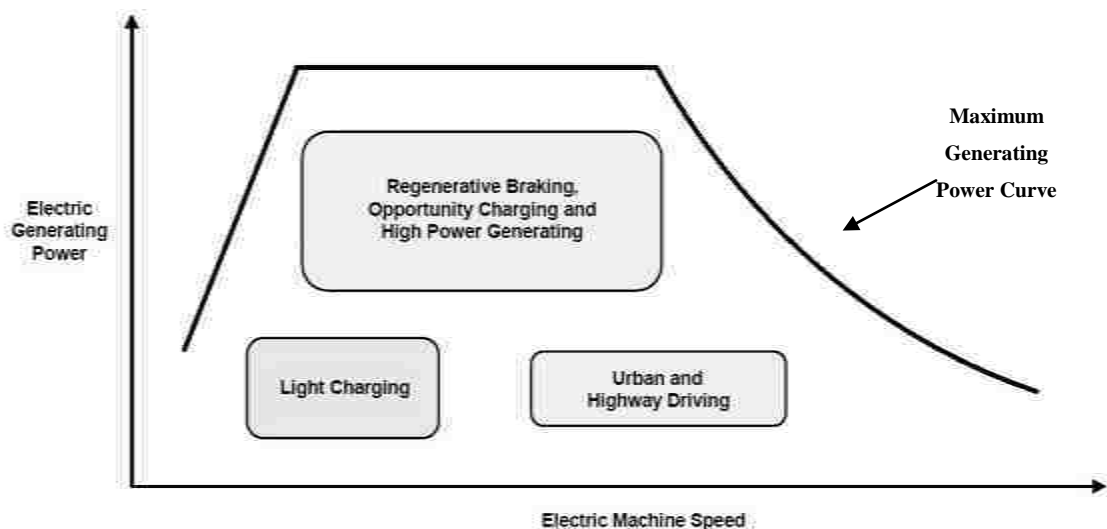 Maximum
Generating
Power Curve
Regenerative Braking,
Opportunity Charging and
High Power Generating
Electric
Generating
Power
Light Charging
Urban and
Highway Driving
Electric Machine Speed